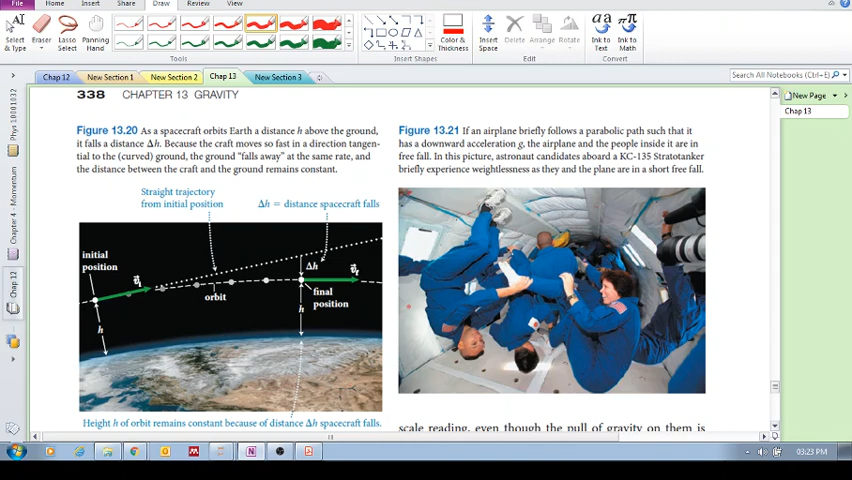 File Home Insert Share Draw Review View
Select & Type
Eraser
Lasso Select
Panning Hand
Color & Thickness
Insert Space
Delete
Arrange
Rotate
Ink to Text
Ink to Math
Tools
Insert Shapes
Edit
Convert
Chap 12 New Section 1 New Section 2 Chap 13 New Section 3
Search All Notebooks (Ctrl+E)
New Page
Chap 13
Phys 1001/1032
Chapter 4 - Momentum
Chap 12
338 CHAPTER 13 GRAVITY
Figure 13.20 As a spacecraft orbits Earth a distance h above the ground,
it falls a distance Δh. Because the craft moves so fast in a direction tangen-
tial to the (curved) ground, the ground “falls away” at the same rate, and
the distance between the craft and the ground remains constant.
Straight trajectory
from initial position
Δh = distance spacecraft falls
initial
position
v⃗i
orbit
Δh
v⃗f
final
position
h
h
Height h of orbit remains constant because of distance Δh spacecraft falls.
Figure 13.21 If an airplane briefly follows a parabolic path such that it
has a downward acceleration g, the airplane and the people inside it are in
free fall. In this picture, astronaut candidates aboard a KC-135 Stratotanker
briefly experience weightlessness as they and the plane are in a short free fall.
scale reading, even though the pull of gravity on them is
03:23 PM